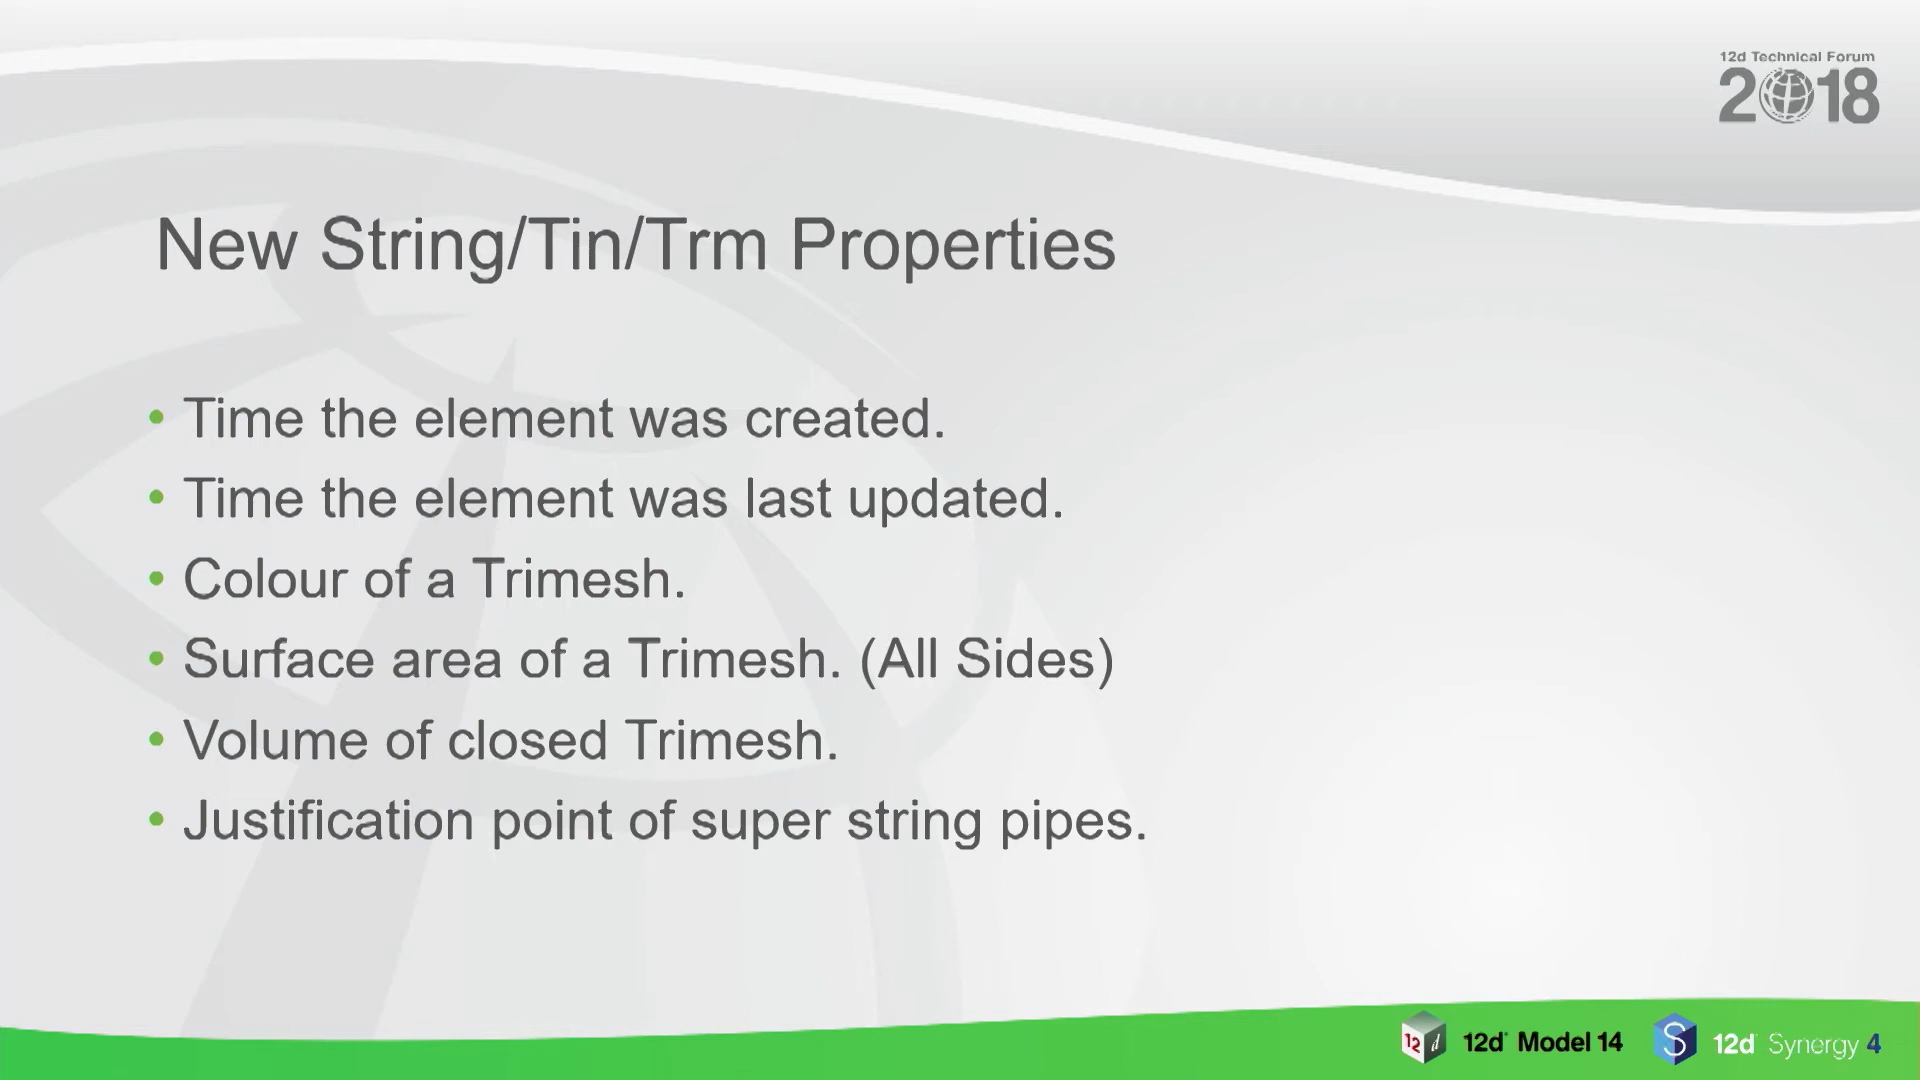 12d Technical Forum
2018
New String/Tin/Trm Properties
• Time the element was created.
• Time the element was last updated.
• Colour of a Trimesh.
• Surface area of a Trimesh. (All Sides)
• Volume of closed Trimesh.
• Justification point of super string pipes.
12d 12d Model 14 S 12d Synergy 4